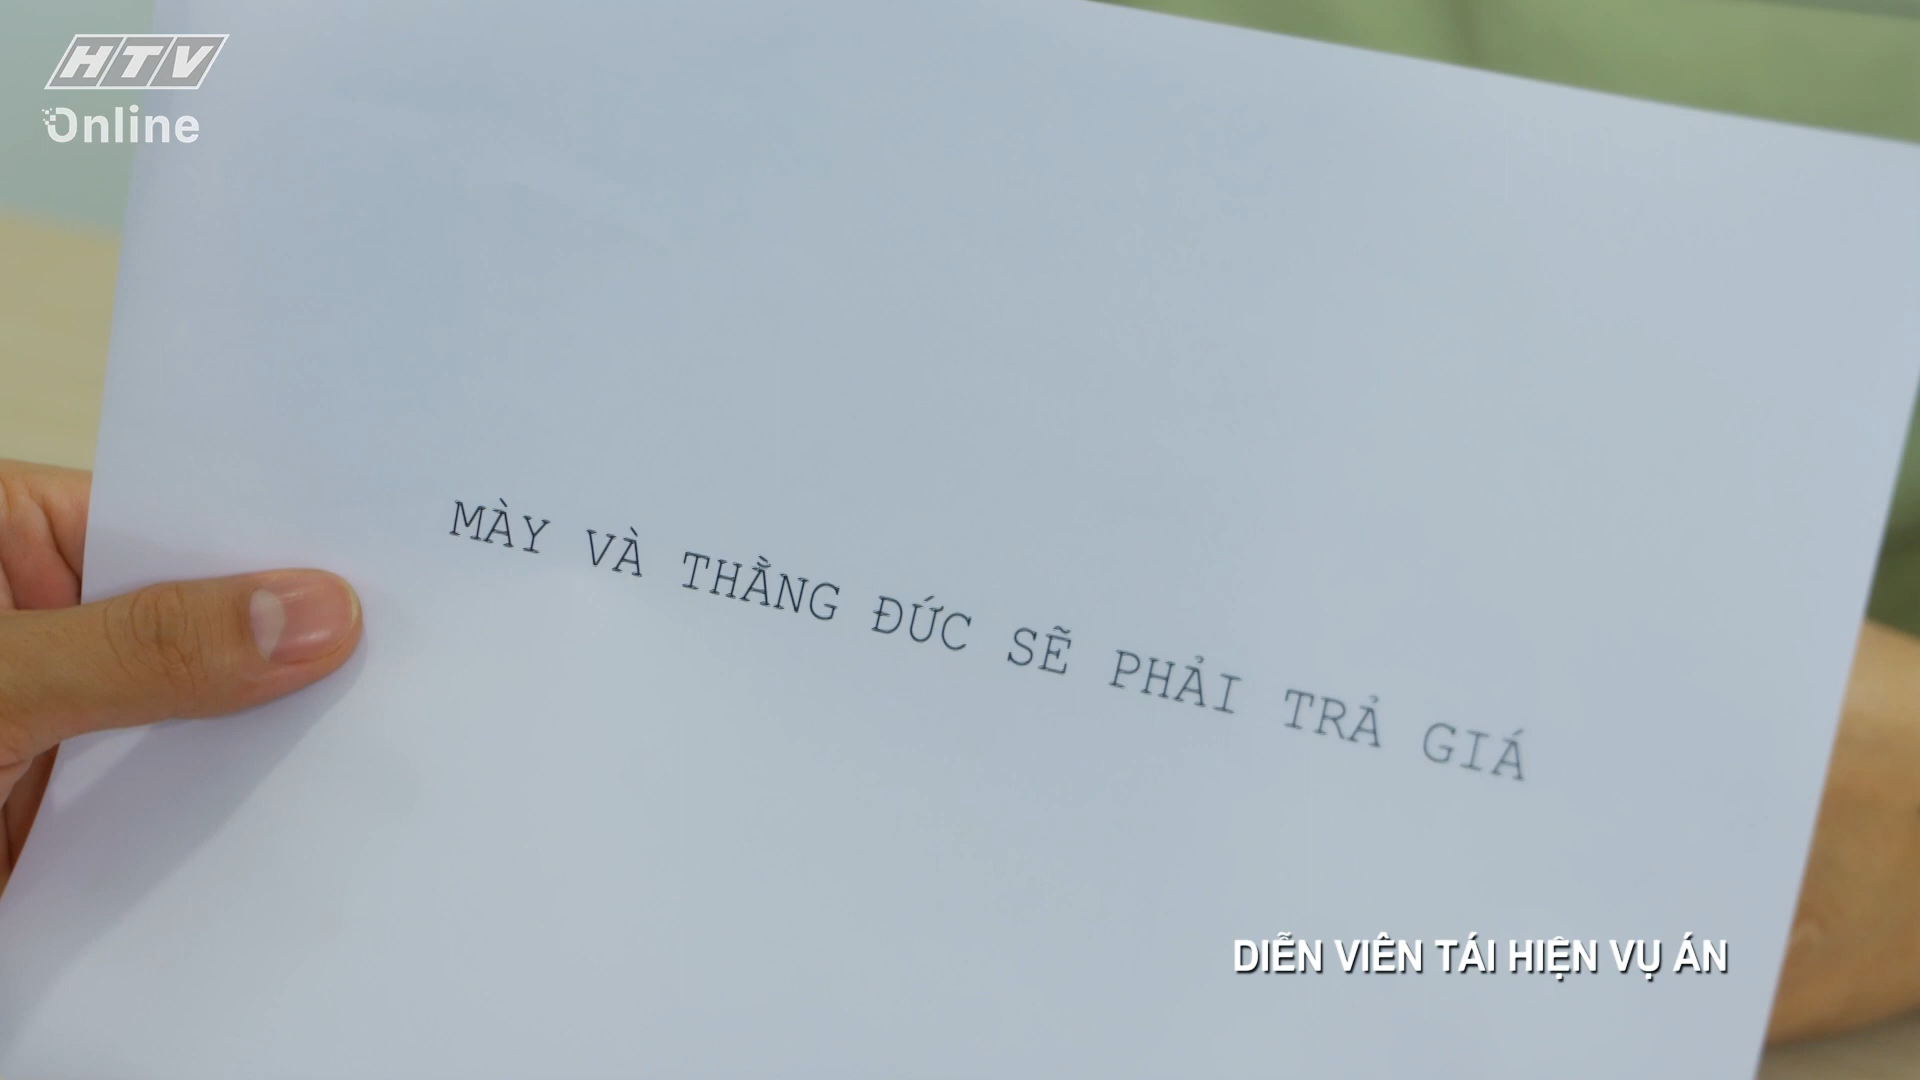 HTV
Online
MÀY VÀ THẰNG ĐỨC SẼ PHẢI TRẢ GIÁ
DIỄN VIÊN TÁI HIỆN VỤ ÁN